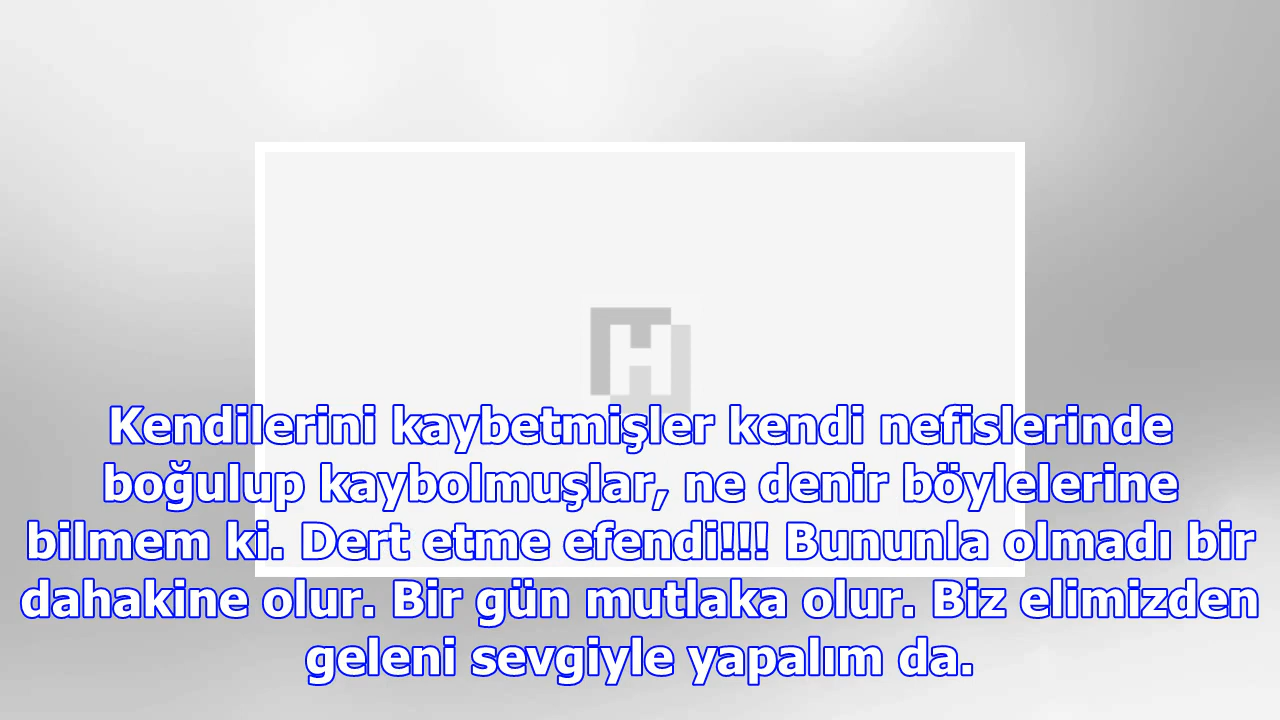 H
Kendilerini kaybetmişler kendi nefislerinde
boğulup kaybolmuşlar, ne denir böylelerine
bilmem ki. Dert etme efendi!!! Bununla olmadı bir
dahakine olur. Bir gün mutlaka olur. Biz elimizden
geleni sevgiyle yapalım da.